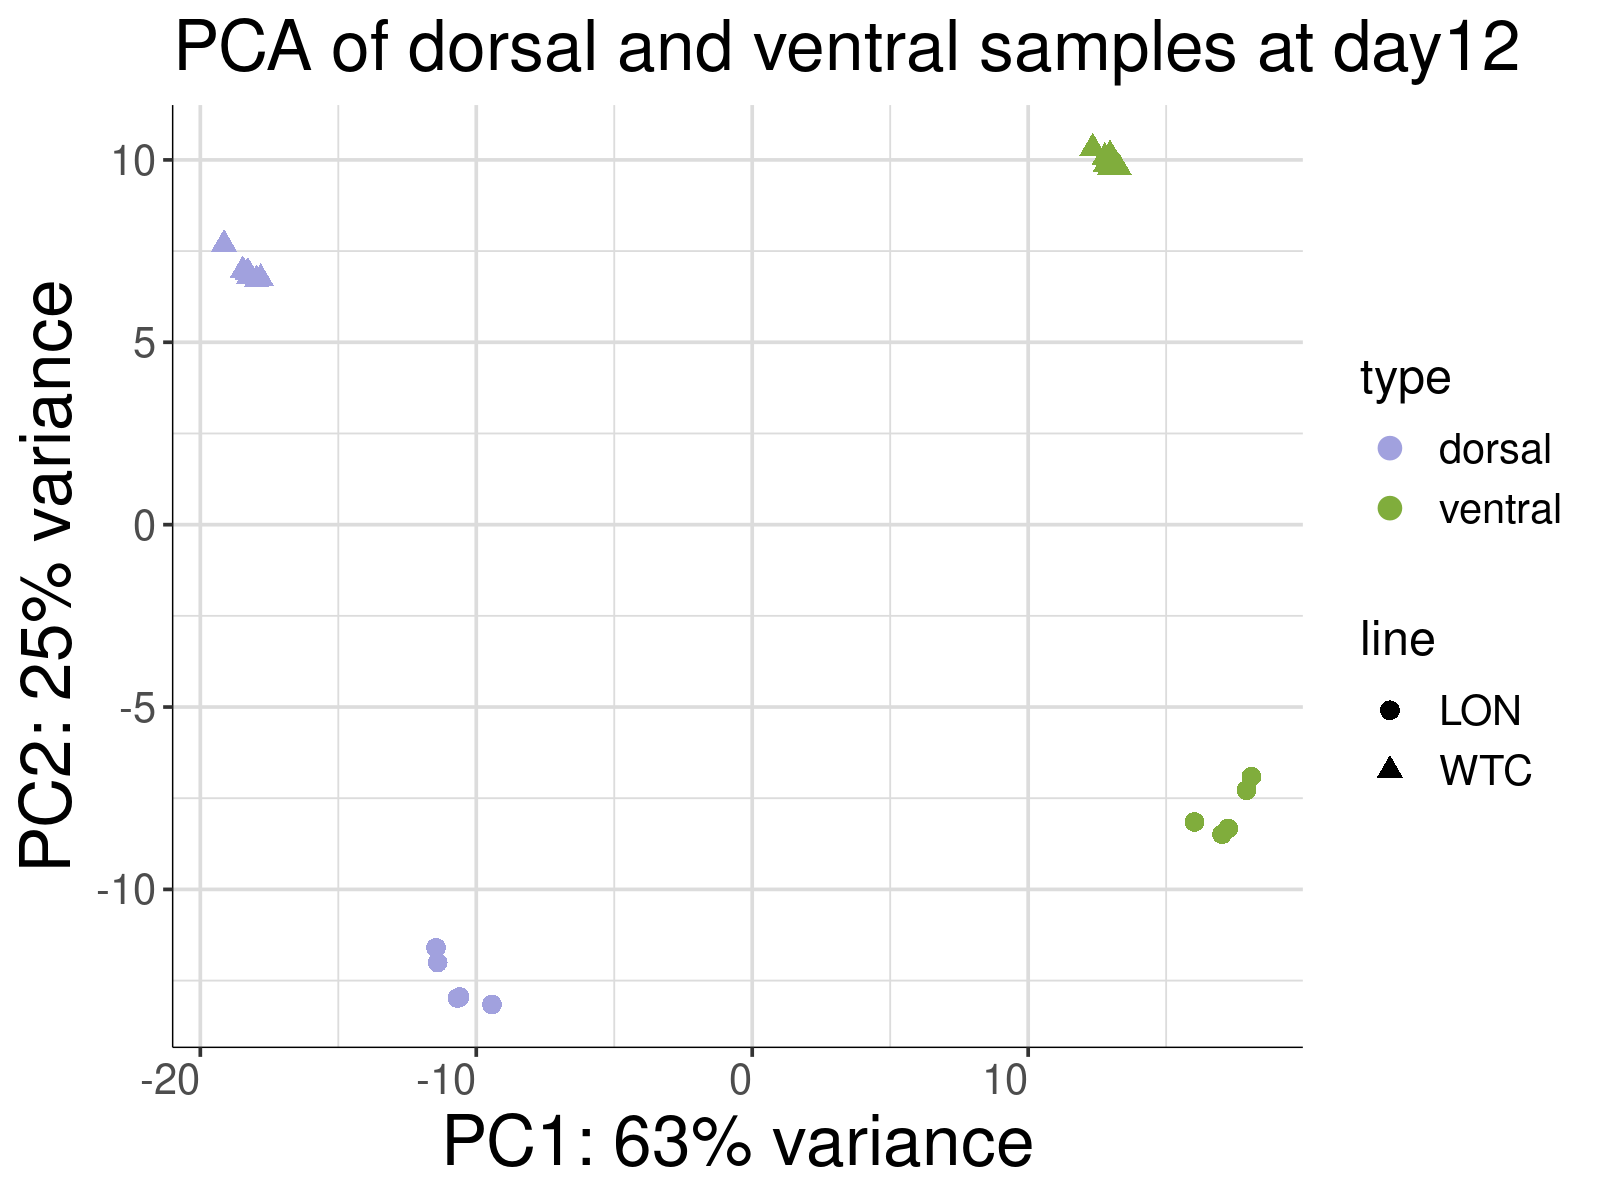 PCA of dorsal and ventral samples at day12
PC2: 25% variance
10
5
0
-5
-10
-20
-10
0
10
PC1: 63% variance
type
dorsal
ventral
line
LON
WTC